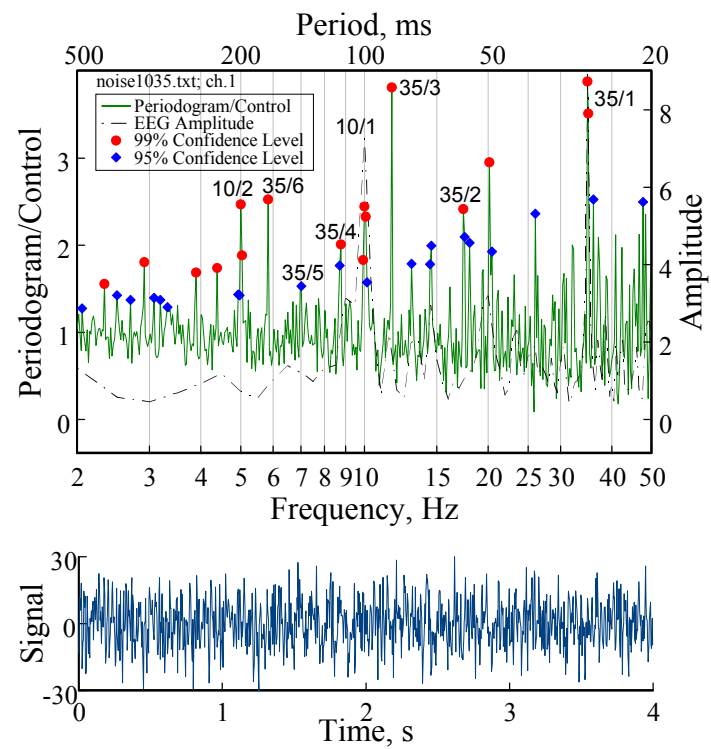 Period, ms
500 200 100 50 20
noise1035.txt; ch.1
Periodogram/Control
EEG Amplitude
99% Confidence Level
95% Confidence Level
35/3
35/1
10/1
10/2
35/6
35/2
35/4
35/5
Periodogram/Control
3
2
1
0
Amplitude
8
6
4
2
0
2 3 4 5 6 7 8 9 10 15 20 25 30 35 40 50
Frequency, Hz
Signal
30
0
-30
0 1 2 3 4
Time, s